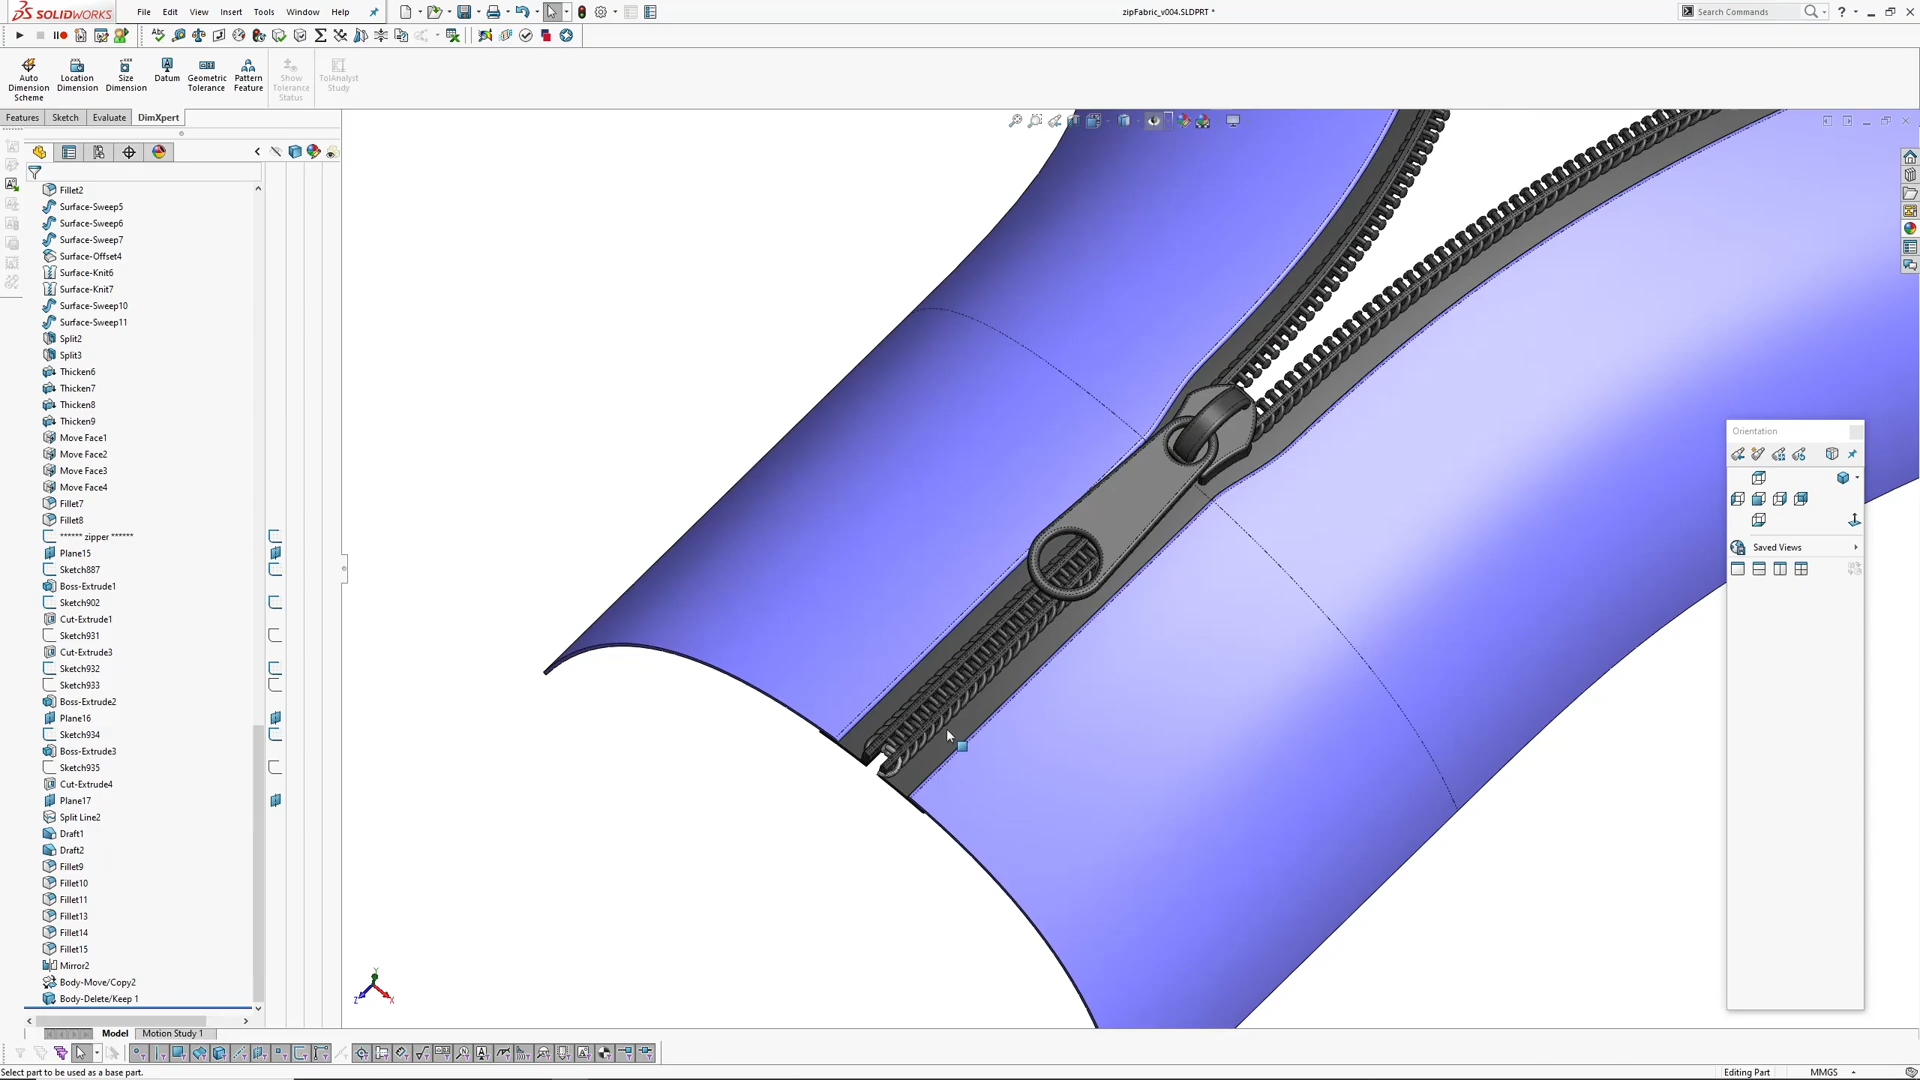 SOLIDWORKS File Edit View Insert Tools Window Help zipFabric_v004.SLDPRT * Search Commands
Auto Dimension Scheme
Location Dimension
Size Dimension
Datum
Geometric Tolerance
Pattern Feature
Show Tolerance Status
TolAnalyst Study
Features Sketch Evaluate DimXpert
Fillet2
Surface-Sweep5
Surface-Sweep6
Surface-Sweep7
Surface-Offset4
Surface-Knit6
Surface-Knit7
Surface-Sweep10
Surface-Sweep11
Split2
Split3
Thicken6
Thicken7
Thicken8
Thicken9
Move Face1
Move Face2
Move Face3
Move Face4
Fillet7
Fillet8
****** zipper ******
Plane15
Sketch887
Boss-Extrude1
Sketch902
Cut-Extrude1
Sketch931
Cut-Extrude3
Sketch932
Sketch933
Boss-Extrude2
Plane16
Sketch934
Boss-Extrude3
Sketch935
Cut-Extrude4
Plane17
Split Line2
Draft1
Draft2
Fillet9
Fillet10
Fillet11
Fillet13
Fillet14
Fillet15
Mirror2
Body-Move/Copy2
Body-Delete/Keep 1
Orientation
Saved Views
Y
Z X
Model Motion Study 1
Select part to be used as a base part. Editing Part MMGS